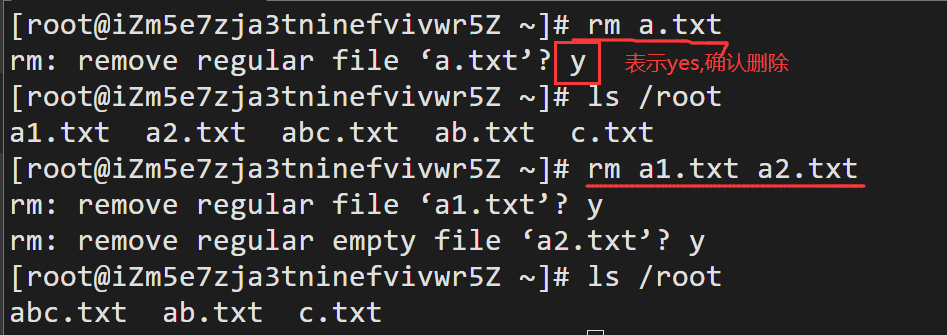 [root@iZm5e7zja3tninefvivwr5Z ~]# rm a.txt
rm: remove regular file ‘a.txt’? y 表示yes,确认删除
[root@iZm5e7zja3tninefvivwr5Z ~]# ls /root
a1.txt  a2.txt  abc.txt  ab.txt  c.txt
[root@iZm5e7zja3tninefvivwr5Z ~]# rm a1.txt a2.txt
rm: remove regular file ‘a1.txt’? y
rm: remove regular empty file ‘a2.txt’? y
[root@iZm5e7zja3tninefvivwr5Z ~]# ls /root
abc.txt  ab.txt  c.txt